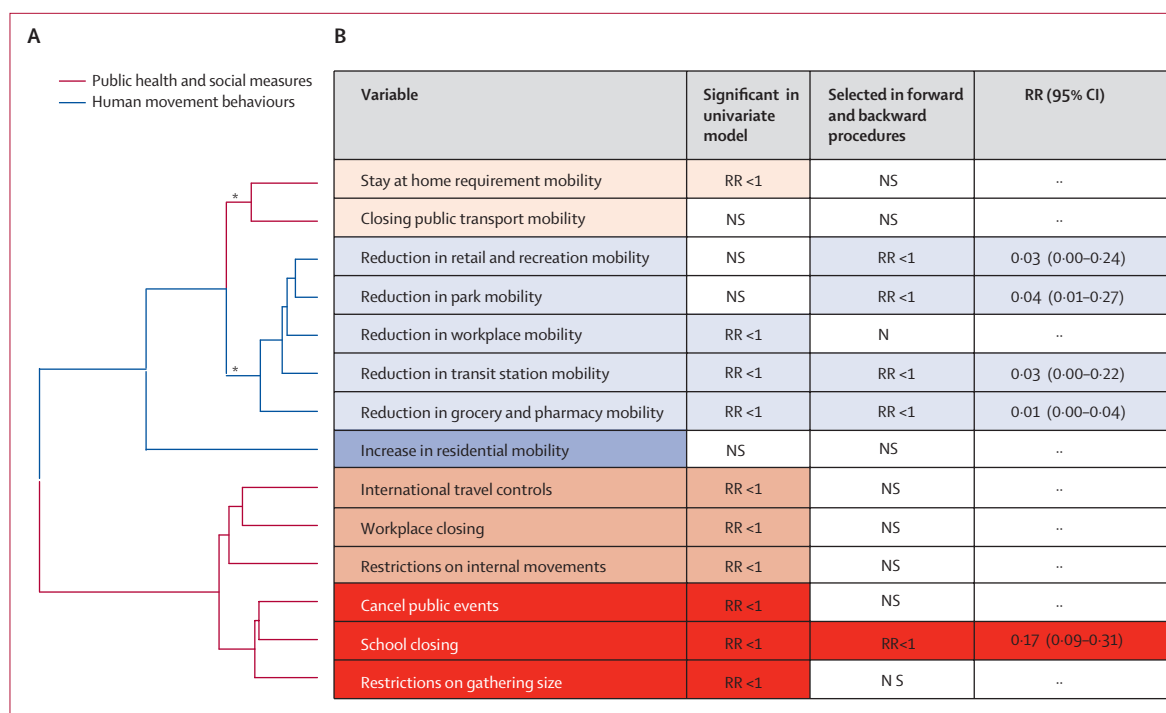 A
B
Public health and social measures
Human movement behaviours
Variable
Significant in
univariate
model
Selected in forward
and backward
procedures
RR (95% CI)
*
Stay at home requirement mobility RR <1 NS ··
Closing public transport mobility NS NS ··
Reduction in retail and recreation mobility NS RR <1 0·03 (0·00–0·24)
Reduction in park mobility NS RR <1 0·04 (0·01–0·27)
Reduction in workplace mobility RR <1 N ··
*
Reduction in transit station mobility RR <1 RR <1 0·03 (0·00–0·22)
Reduction in grocery and pharmacy mobility RR <1 RR <1 0·01 (0·00–0·04)
Increase in residential mobility NS NS ··
International travel controls RR <1 NS ··
Workplace closing RR <1 NS ··
Restrictions on internal movements RR <1 NS ··
Cancel public events RR <1 NS ··
School closing RR <1 RR<1 0·17 (0·09–0·31)
Restrictions on gathering size RR <1 N S ··